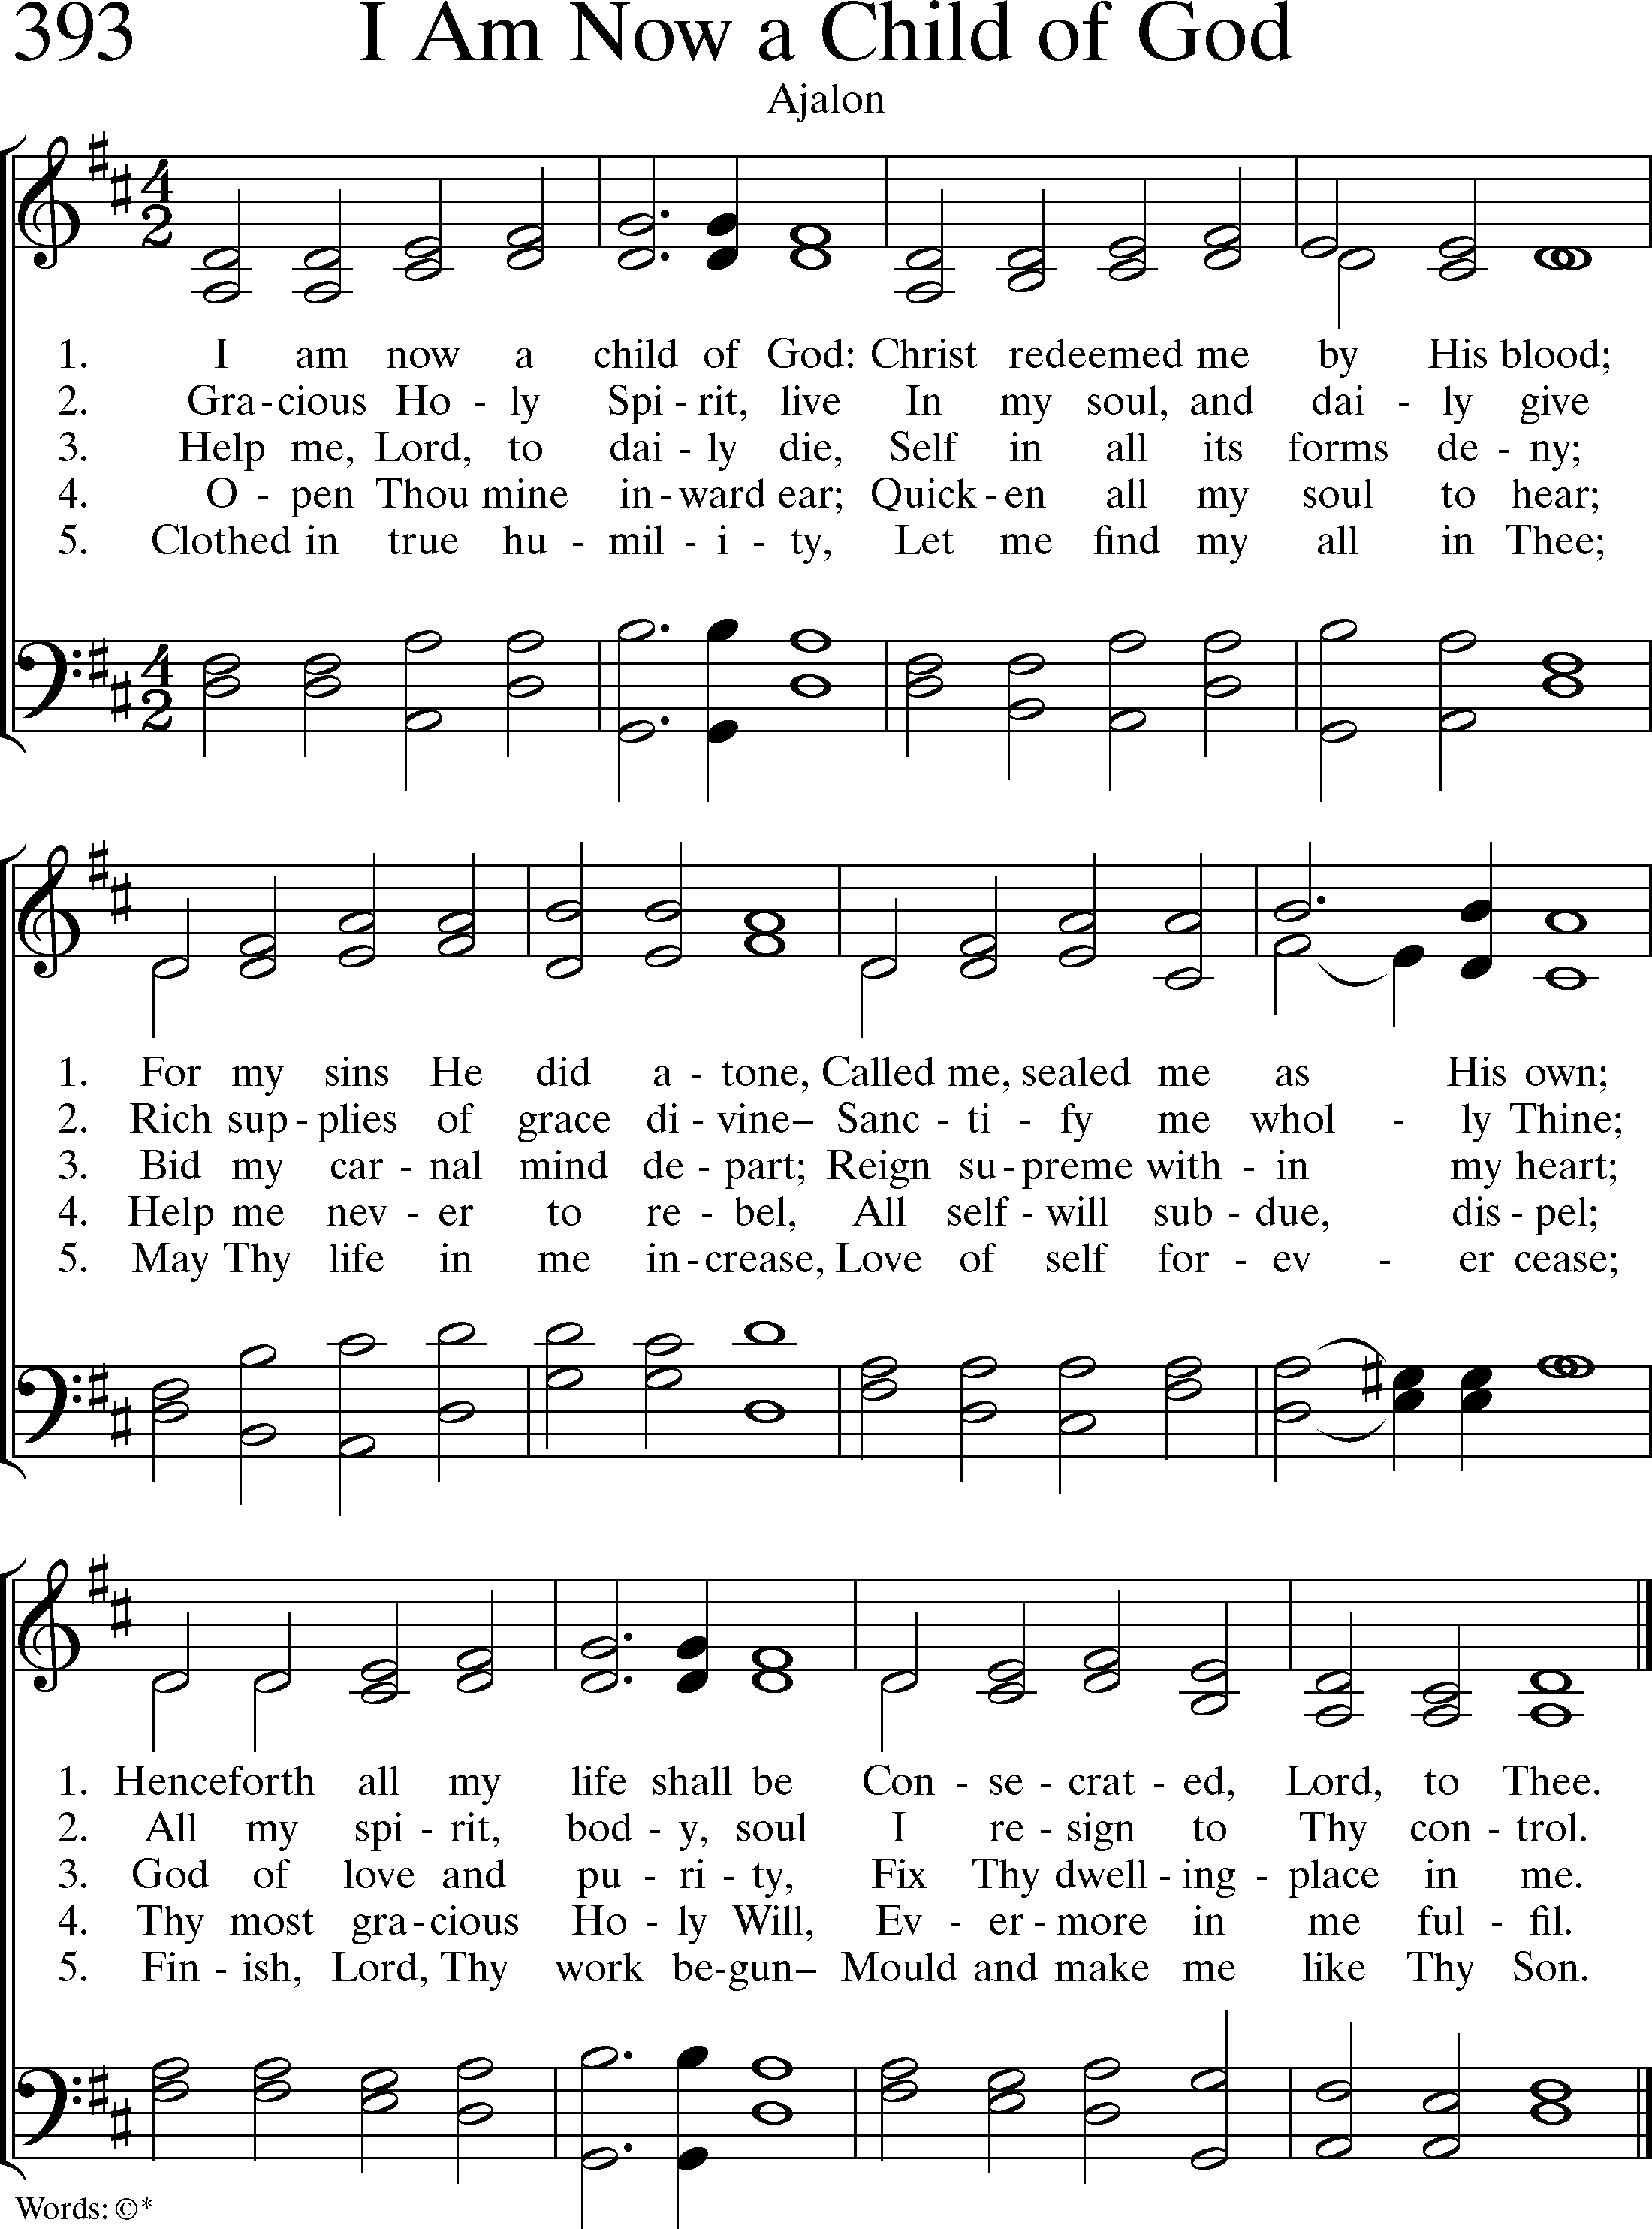 393 I Am Now a Child of God
Ajalon
4 2
1. I am now a child of God: Christ redeemed me by His blood;
2. Gra - cious Ho - ly Spi - rit, live In my soul, and dai - ly give
3. Help me, Lord, to dai - ly die, Self in all its forms de - ny;
4. O - pen Thou mine in - ward ear; Quick - en all my soul to hear;
5. Clothed in true hu - mil - i - ty, Let me find my all in Thee;
4 2
1. For my sins He did a - tone, Called me, sealed me as His own;
2. Rich sup - plies of grace di - vine– Sanc - ti - fy me whol - ly Thine;
3. Bid my car - nal mind de - part; Reign su - preme with - in my heart;
4. Help me nev - er to re - bel, All self - will sub - due, dis - pel;
5. May Thy life in me in - crease, Love of self for - ev - er cease;
1. Henceforth all my life shall be Con - se - crat - ed, Lord, to Thee.
2. All my spi - rit, bod - y, soul I re - sign to Thy con - trol.
3. God of love and pu - ri - ty, Fix Thy dwell - ing - place in me.
4. Thy most gra - cious Ho - ly Will, Ev - er - more in me ful - fil.
5. Fin - ish, Lord, Thy work be - gun– Mould and make me like Thy Son.
Words: ©*